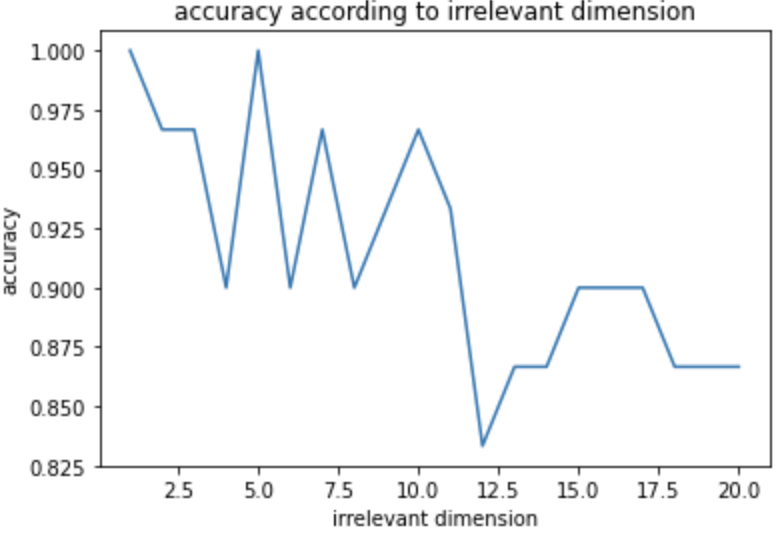 accuracy according to irrelevant dimension
1.000
0.975
0.950
0.925
0.900
0.875
0.850
0.825
accuracy
2.5 5.0 7.5 10.0 12.5 15.0 17.5 20.0
irrelevant dimension